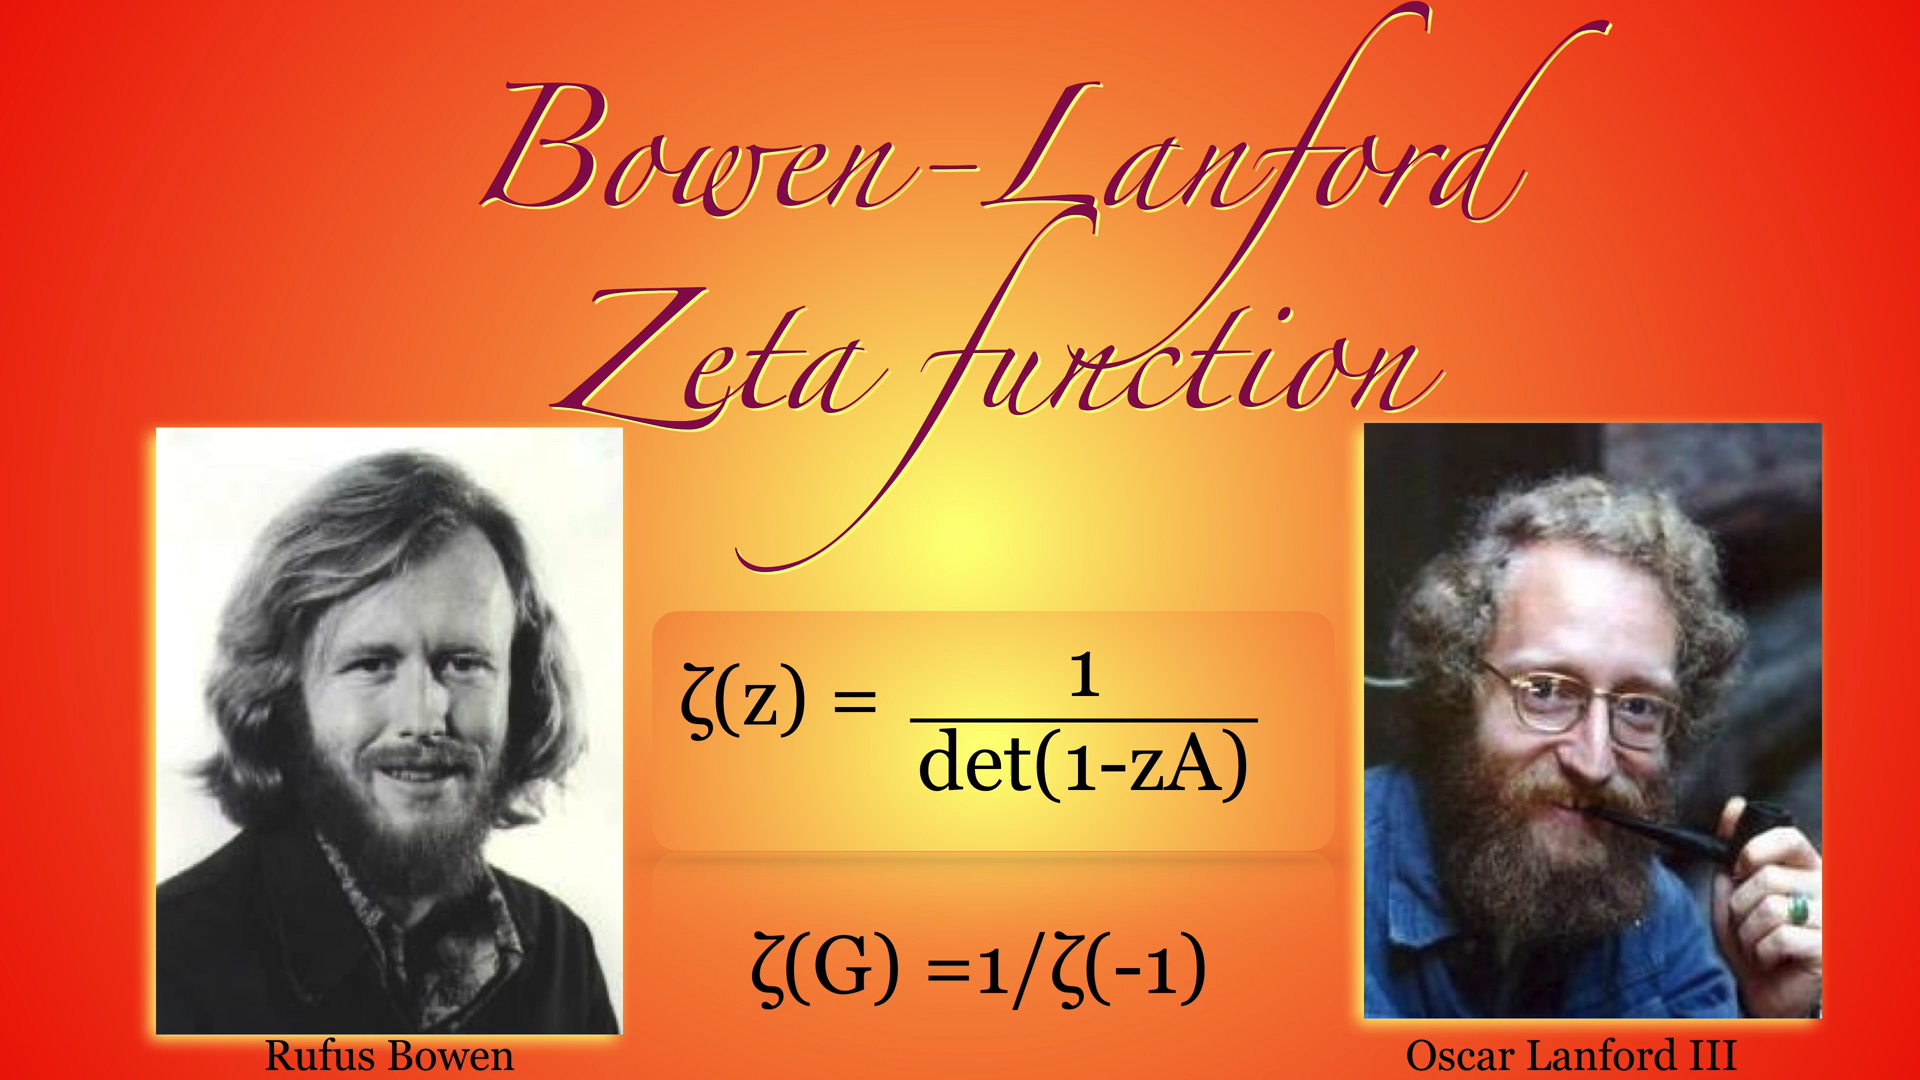 Bowen-Lanford
Zeta function
ζ(z) = 1
det(1-zA)
ζ(G) =1/ζ(-1)
Rufus Bowen
Oscar Lanford III